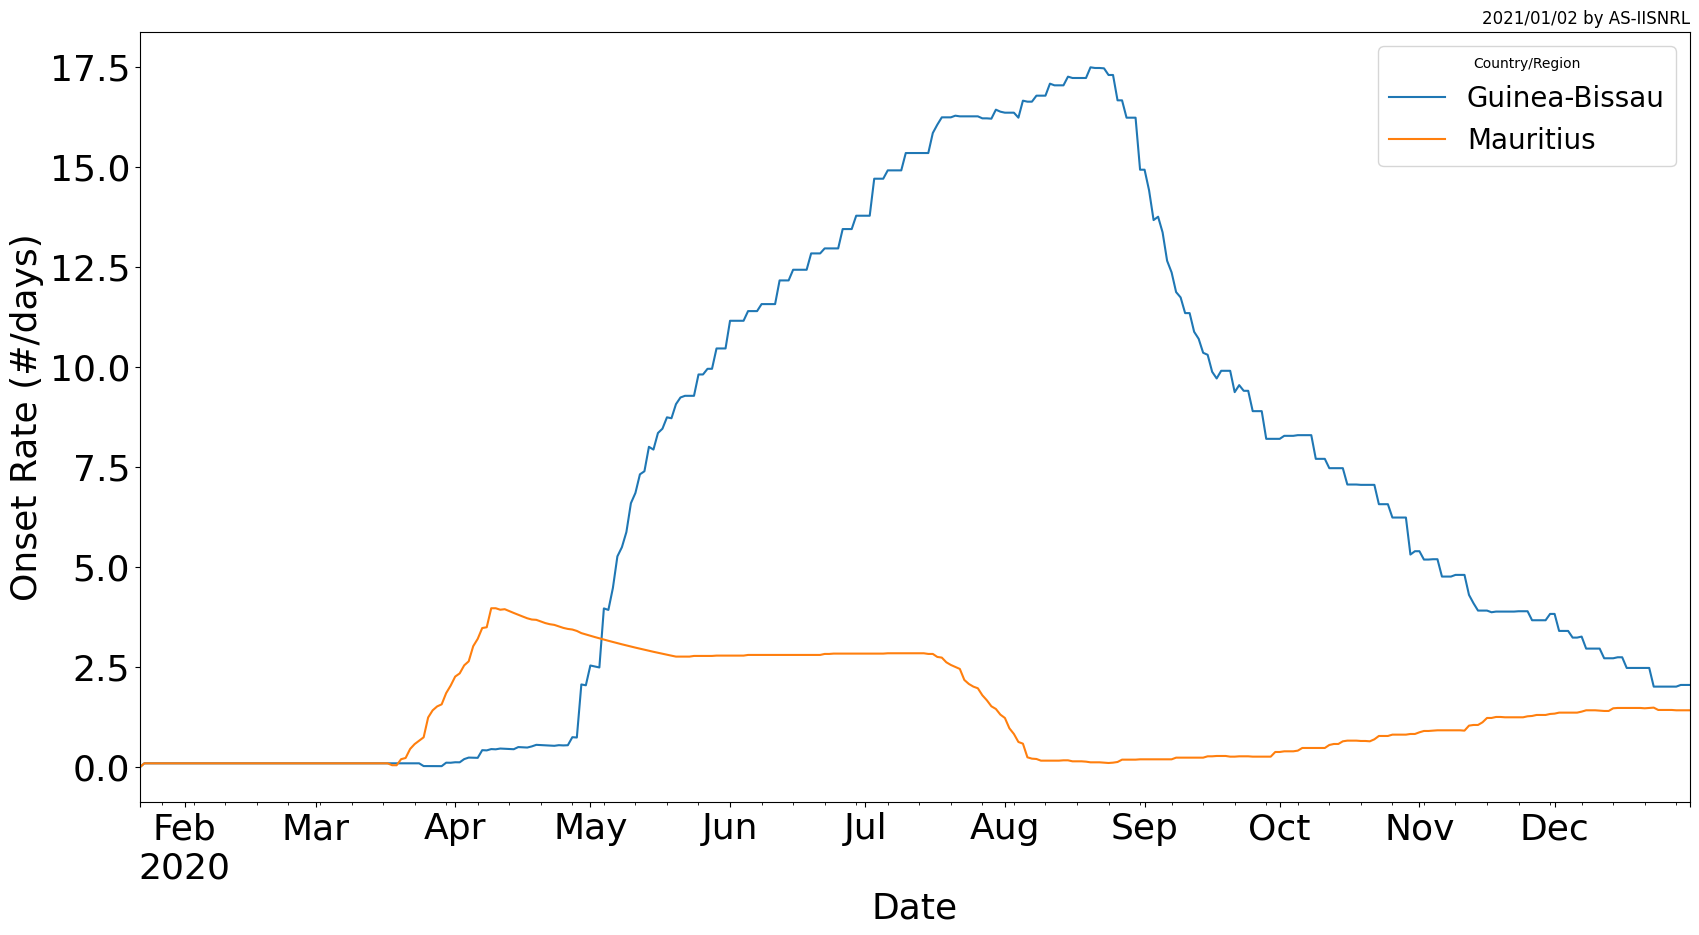 2021/01/02 by AS-IISNRL
Country/Region
Guinea-Bissau
Mauritius
Onset Rate (#/days)
17.5
15.0
12.5
10.0
7.5
5.0
2.5
0.0
Feb Mar Apr May Jun Jul Aug Sep Oct Nov Dec
2020
Date